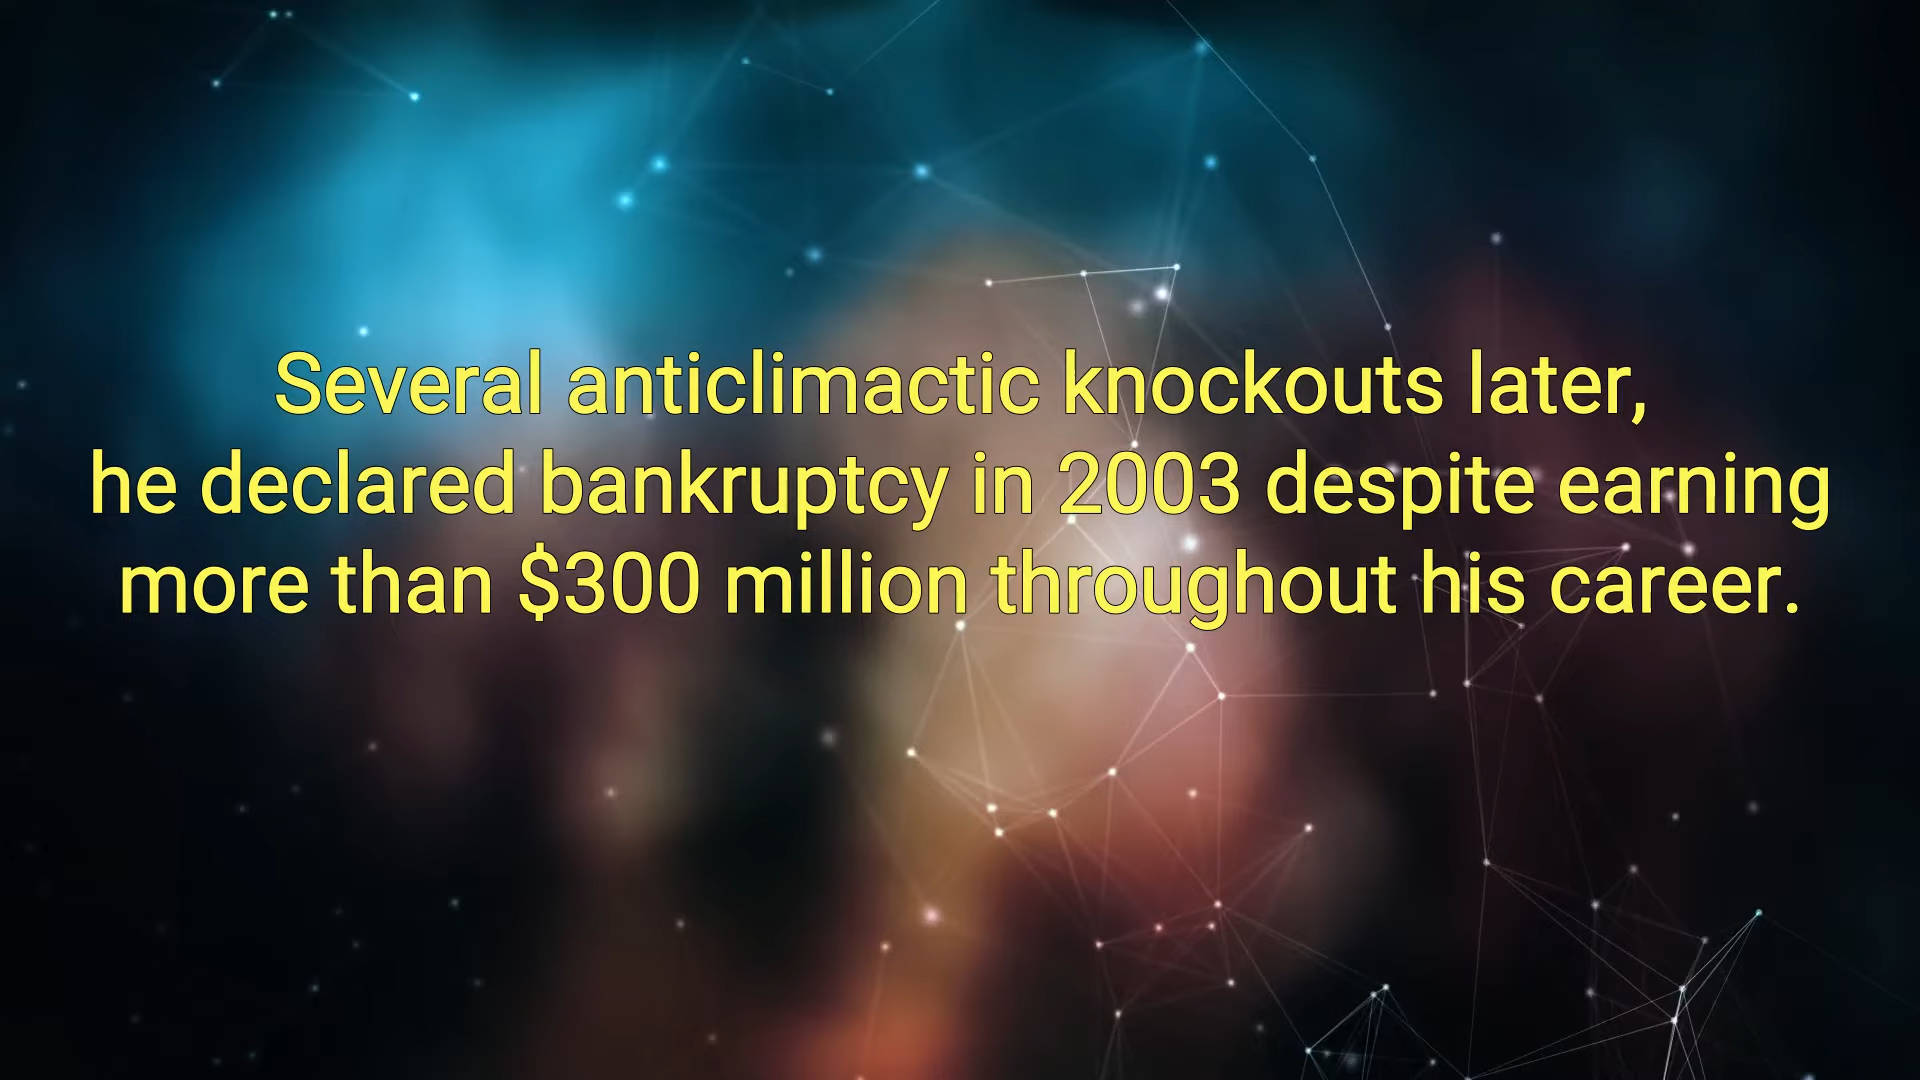 Several anticlimactic knockouts later,
he declared bankruptcy in 2003 despite earning
more than $300 million throughout his career.